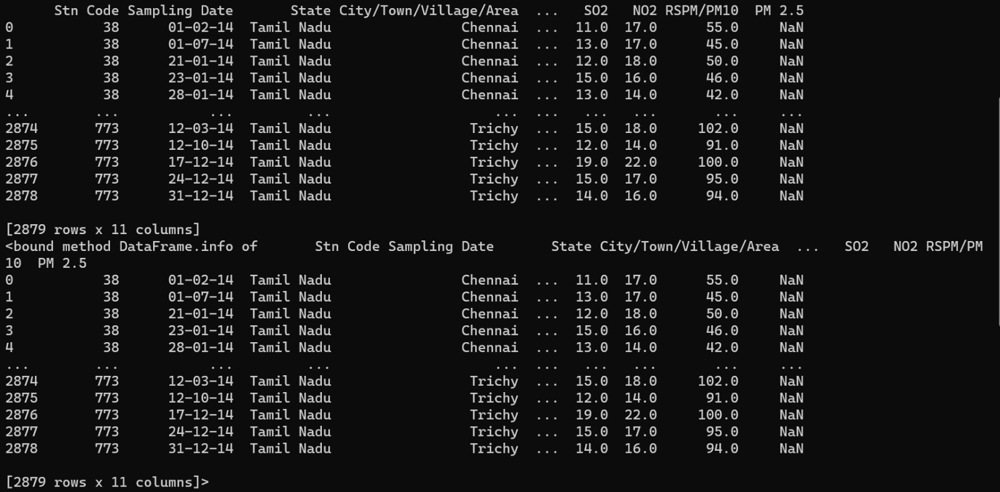 Stn Code Sampling Date       State City/Town/Village/Area  ...   SO2   NO2 RSPM/PM10  PM 2.5
0           38      01-02-14  Tamil Nadu                Chennai  ...  11.0  17.0      55.0     NaN
1           38      01-07-14  Tamil Nadu                Chennai  ...  13.0  17.0      45.0     NaN
2           38      21-01-14  Tamil Nadu                Chennai  ...  12.0  18.0      50.0     NaN
3           38      23-01-14  Tamil Nadu                Chennai  ...  15.0  16.0      46.0     NaN
4           38      28-01-14  Tamil Nadu                Chennai  ...  13.0  14.0      42.0     NaN
...        ...           ...         ...                    ...  ...   ...   ...       ...     ...
2874       773      12-03-14  Tamil Nadu                 Trichy  ...  15.0  18.0     102.0     NaN
2875       773      12-10-14  Tamil Nadu                 Trichy  ...  12.0  14.0      91.0     NaN
2876       773      17-12-14  Tamil Nadu                 Trichy  ...  19.0  22.0     100.0     NaN
2877       773      24-12-14  Tamil Nadu                 Trichy  ...  15.0  17.0      95.0     NaN
2878       773      31-12-14  Tamil Nadu                 Trichy  ...  14.0  16.0      94.0     NaN
[2879 rows x 11 columns]
<bound method DataFrame.info of       Stn Code Sampling Date       State City/Town/Village/Area  ...   SO2   NO2 RSPM/PM
10  PM 2.5
0           38      01-02-14  Tamil Nadu                Chennai  ...  11.0  17.0      55.0     NaN
1           38      01-07-14  Tamil Nadu                Chennai  ...  13.0  17.0      45.0     NaN
2           38      21-01-14  Tamil Nadu                Chennai  ...  12.0  18.0      50.0     NaN
3           38      23-01-14  Tamil Nadu                Chennai  ...  15.0  16.0      46.0     NaN
4           38      28-01-14  Tamil Nadu                Chennai  ...  13.0  14.0      42.0     NaN
...        ...           ...         ...                    ...  ...   ...   ...       ...     ...
2874       773      12-03-14  Tamil Nadu                 Trichy  ...  15.0  18.0     102.0     NaN
2875       773      12-10-14  Tamil Nadu                 Trichy  ...  12.0  14.0      91.0     NaN
2876       773      17-12-14  Tamil Nadu                 Trichy  ...  19.0  22.0     100.0     NaN
2877       773      24-12-14  Tamil Nadu                 Trichy  ...  15.0  17.0      95.0     NaN
2878       773      31-12-14  Tamil Nadu                 Trichy  ...  14.0  16.0      94.0     NaN
[2879 rows x 11 columns]>